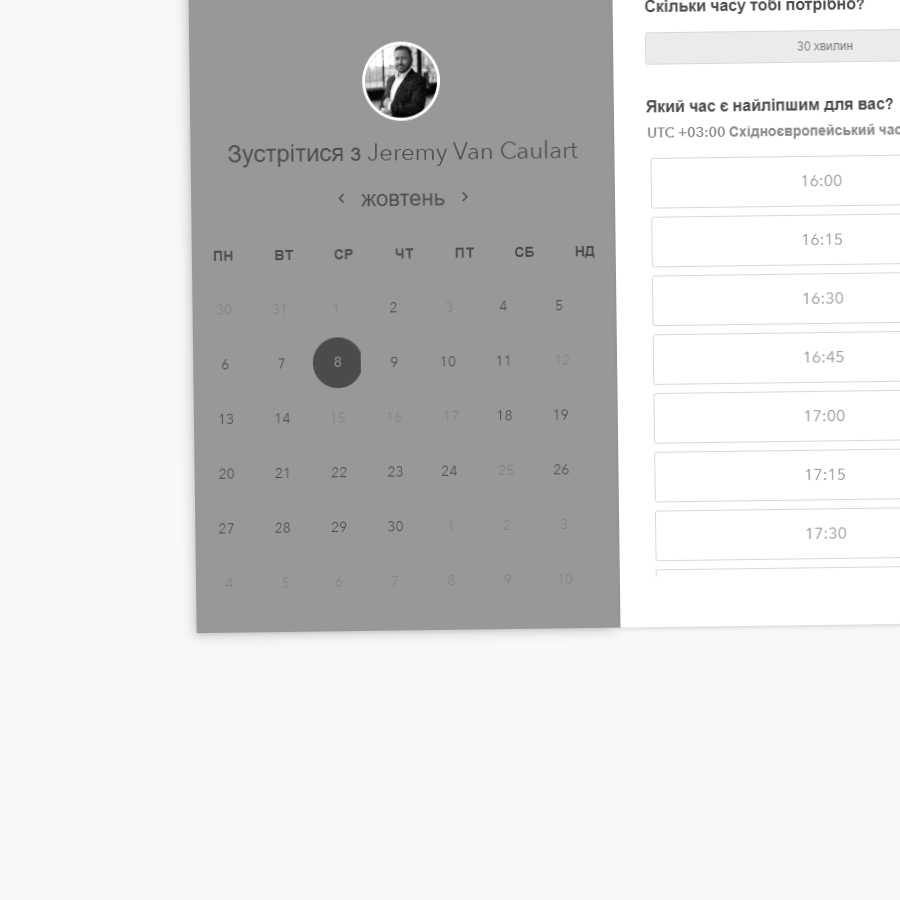 Зустрітися з Jeremy Van Caulart
‹ жовтень ›
ПН ВТ СР ЧТ ПТ СБ НД
30 31 1 2 3 4 5
6 7 8 9 10 11 12
13 14 15 16 17 18 19
20 21 22 23 24 25 26
27 28 29 30 1 2 3
4 5 6 7 8 9 10
Скільки часу тобі потрібно?
30 хвилин
Який час є найліпшим для вас?
UTC +03:00 Східноєвропейський час
16:00
16:15
16:30
16:45
17:00
17:15
17:30